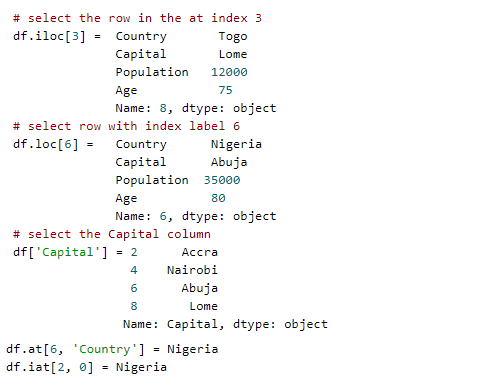 # select the row in the at index 3
df.iloc[3] = Country Togo
Capital Lome
Population 12000
Age 75
Name: 8, dtype: object
# select row with index label 6
df.loc[6] = Country Nigeria
Capital Abuja
Population 35000
Age 80
Name: 6, dtype: object
# select the Capital column
df['Capital'] = 2 Accra
4 Nairobi
6 Abuja
8 Lome
Name: Capital, dtype: object
df.at[6, 'Country'] = Nigeria
df.iat[2, 0] = Nigeria